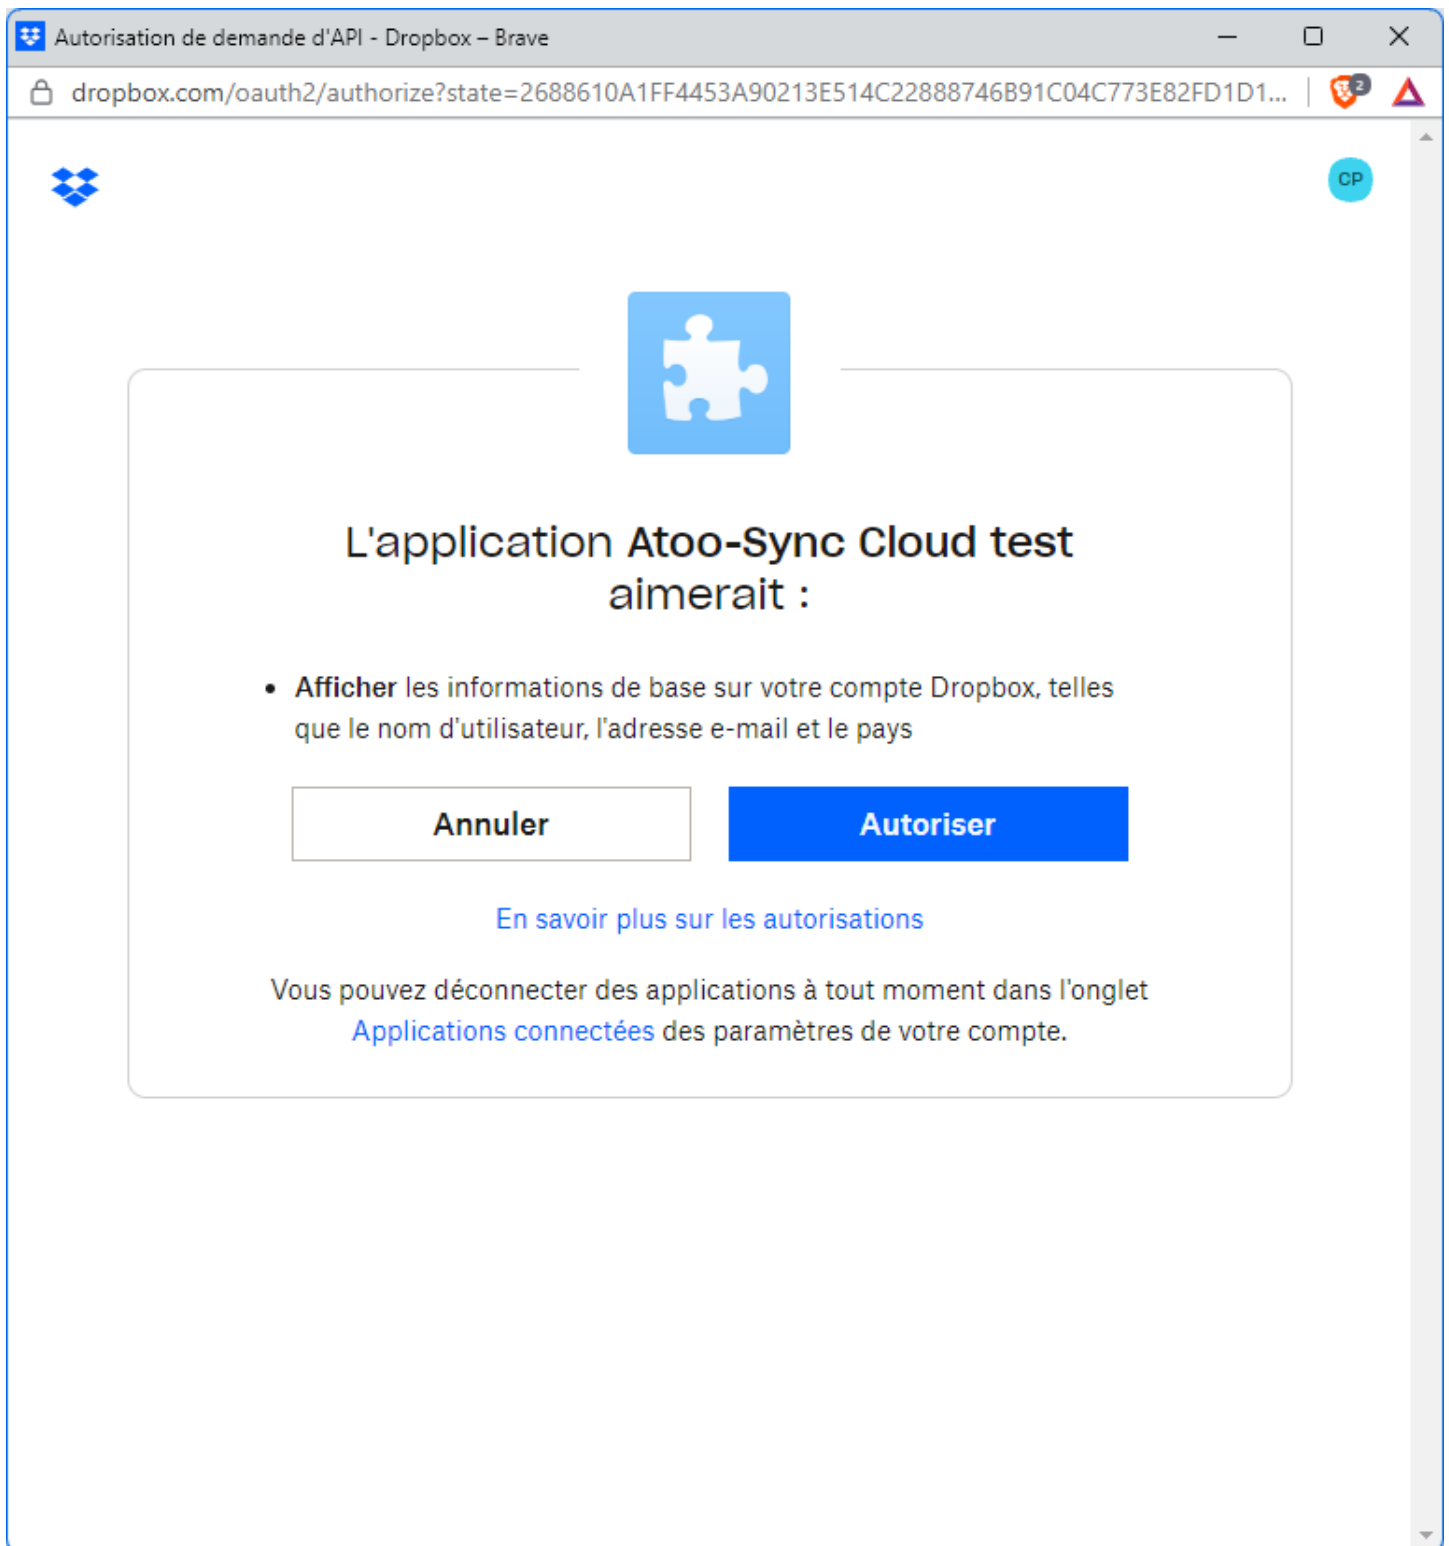 Autorisation de demande d'API - Dropbox – Brave
dropbox.com/oauth2/authorize?state=2688610A1FF4453A90213E514C22888746B91C04C773E82FD1D1...
2
CP
L'application Atoo-Sync Cloud test
aimerait :
• Afficher les informations de base sur votre compte Dropbox, telles
que le nom d'utilisateur, l'adresse e-mail et le pays
Annuler
Autoriser
En savoir plus sur les autorisations
Vous pouvez déconnecter des applications à tout moment dans l'onglet
Applications connectées des paramètres de votre compte.